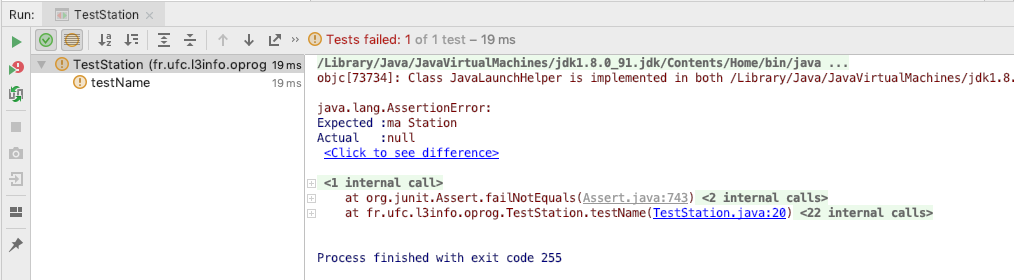 Run: TestStation
Tests failed: 1 of 1 test – 19 ms
TestStation (fr.ufc.l3info.oprog 19 ms
testName 19 ms
/Library/Java/JavaVirtualMachines/jdk1.8.0_91.jdk/Contents/Home/bin/java ...
objc[73734]: Class JavaLaunchHelper is implemented in both /Library/Java/JavaVirtualMachines/jdk1.8.
java.lang.AssertionError:
Expected :ma Station
Actual   :null
<Click to see difference>
<1 internal call>
at org.junit.Assert.failNotEquals(Assert.java:743) <2 internal calls>
at fr.ufc.l3info.oprog.TestStation.testName(TestStation.java:20) <22 internal calls>
Process finished with exit code 255